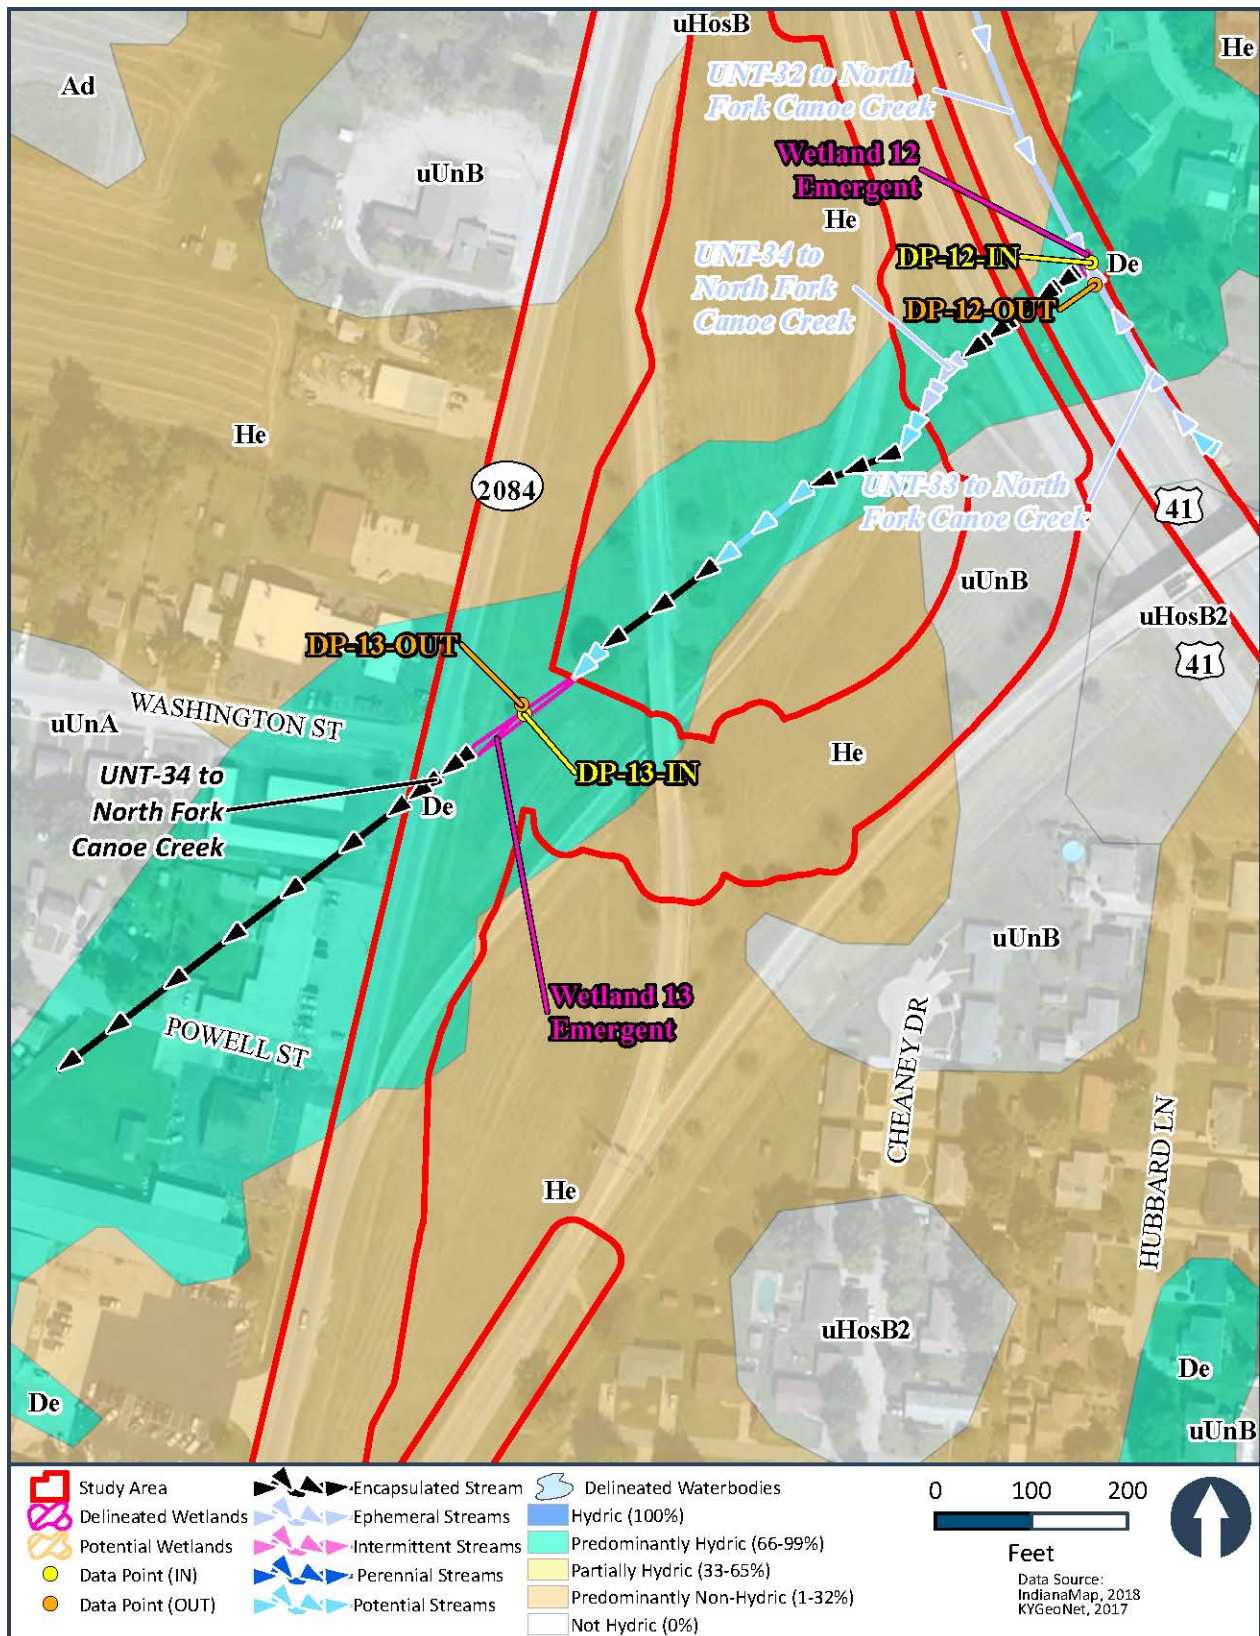 uHosB
He
Ad
UNT-32 to North
Fork Canoe Creek
uUnB
Wetland 12
Emergent
He
UNT-34 to
North Fork
Canoe Creek
DP-12-IN
De
DP-12-OUT
He
2084
UNT-33 to North
Fork Canoe Creek
41
uUnB
uHosB2
41
DP-13-OUT
WASHINGTON ST
uUnA
UNT-34 to
North Fork
Canoe Creek
De
DP-13-IN
He
uUnB
Wetland 13
Emergent
POWELL ST
CHEANEY DR
HUBBARD LN
He
uHosB2
De
De
uUnB
Study Area
Delineated Wetlands
Potential Wetlands
Data Point (IN)
Data Point (OUT)
Encapsulated Stream
Ephemeral Streams
Intermittent Streams
Perennial Streams
Potential Streams
Delineated Waterbodies
Hydric (100%)
Predominantly Hydric (66-99%)
Partially Hydric (33-65%)
Predominantly Non-Hydric (1-32%)
Not Hydric (0%)
0 100 200
Feet
Data Source:
IndianaMap, 2018
KYGeoNet, 2017